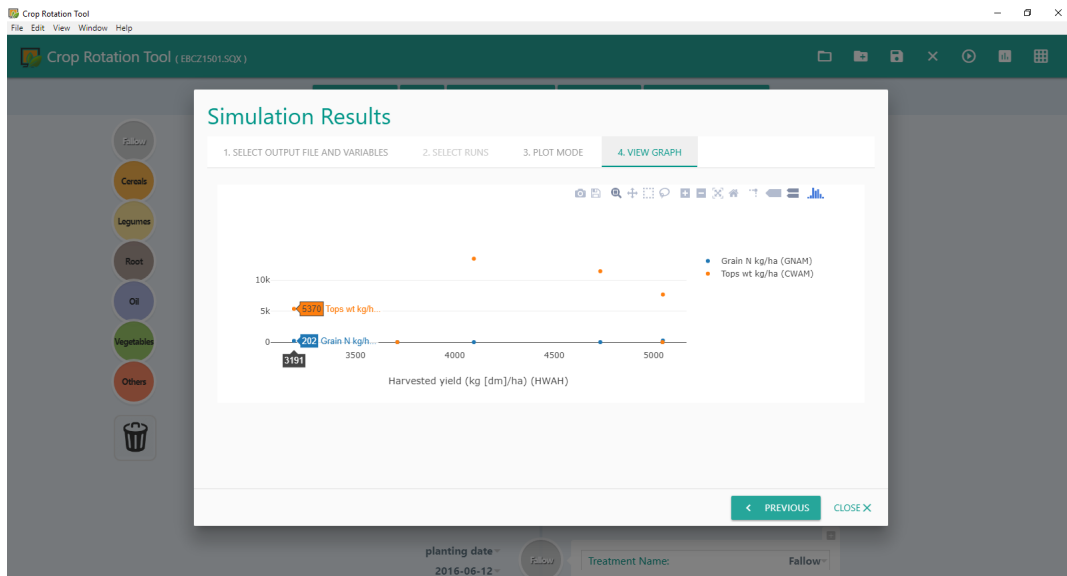 Crop Rotation Tool
File Edit View Window Help
Crop Rotation Tool ( EBCZ1501.SQX )
Simulation Results
1. SELECT OUTPUT FILE AND VARIABLES 2. SELECT RUNS 3. PLOT MODE 4. VIEW GRAPH
Fallow
Cereals
Legumes
Root
Oil
Vegetables
Others
Grain N kg/ha (GNAM)
Tops wt kg/ha (CWAM)
10k
5k
5370 Tops wt kg/h...
0
202 Grain N kg/h...
3191 3500 4000 4500 5000
Harvested yield (kg [dm]/ha) (HWAH)
PREVIOUS CLOSE
planting date
2016-06-12
Fallow
Treatment Name: Fallow